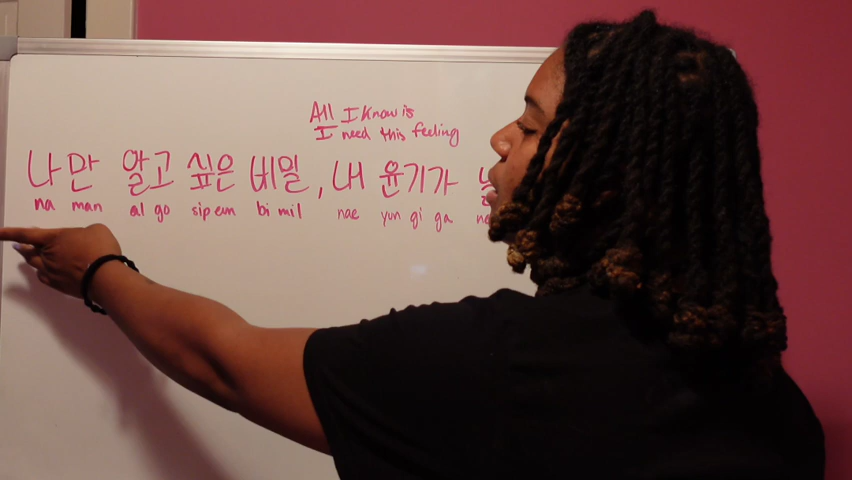 All I know is
I need this feeling
나만 알고 싶은 비밀, 내 윤기가
na man al go sip eun bi mil nae yun gi ga